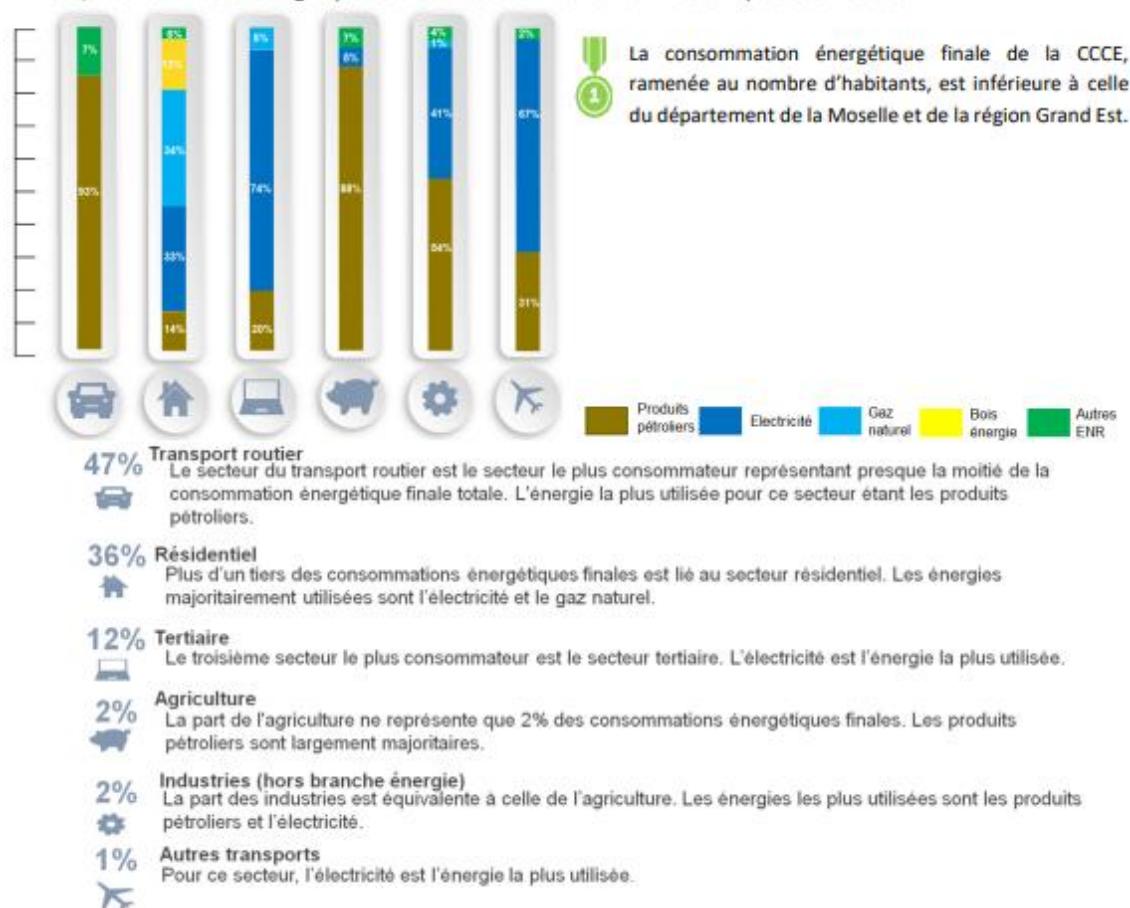 7%
93%
6%
13%
34%
33%
14%
6%
74%
20%
7%
6%
88%
4%
1%
41%
54%
2%
67%
31%
1
La consommation énergétique finale de la CCCE,
ramenée au nombre d'habitants, est inférieure à celle
du département de la Moselle et de la région Grand Est.
Produits
pétroliers
Electricité
Gaz
naturel
Bois
énergie
Autres
ENR
47% Transport routier
Le secteur du transport routier est le secteur le plus consommateur représentant presque la moitié de la
consommation énergétique finale totale. L'énergie la plus utilisée pour ce secteur étant les produits
pétroliers.
36% Résidentiel
Plus d'un tiers des consommations énergétiques finales est lié au secteur résidentiel. Les énergies
majoritairement utilisées sont l'électricité et le gaz naturel.
12% Tertiaire
Le troisième secteur le plus consommateur est le secteur tertiaire. L'électricité est l'énergie la plus utilisée.
2% Agriculture
La part de l'agriculture ne représente que 2% des consommations énergétiques finales. Les produits
pétroliers sont largement majoritaires.
2% Industries (hors branche énergie)
La part des industries est équivalente à celle de l'agriculture. Les énergies les plus utilisées sont les produits
pétroliers et l'électricité.
1% Autres transports
Pour ce secteur, l'électricité est l'énergie la plus utilisée.